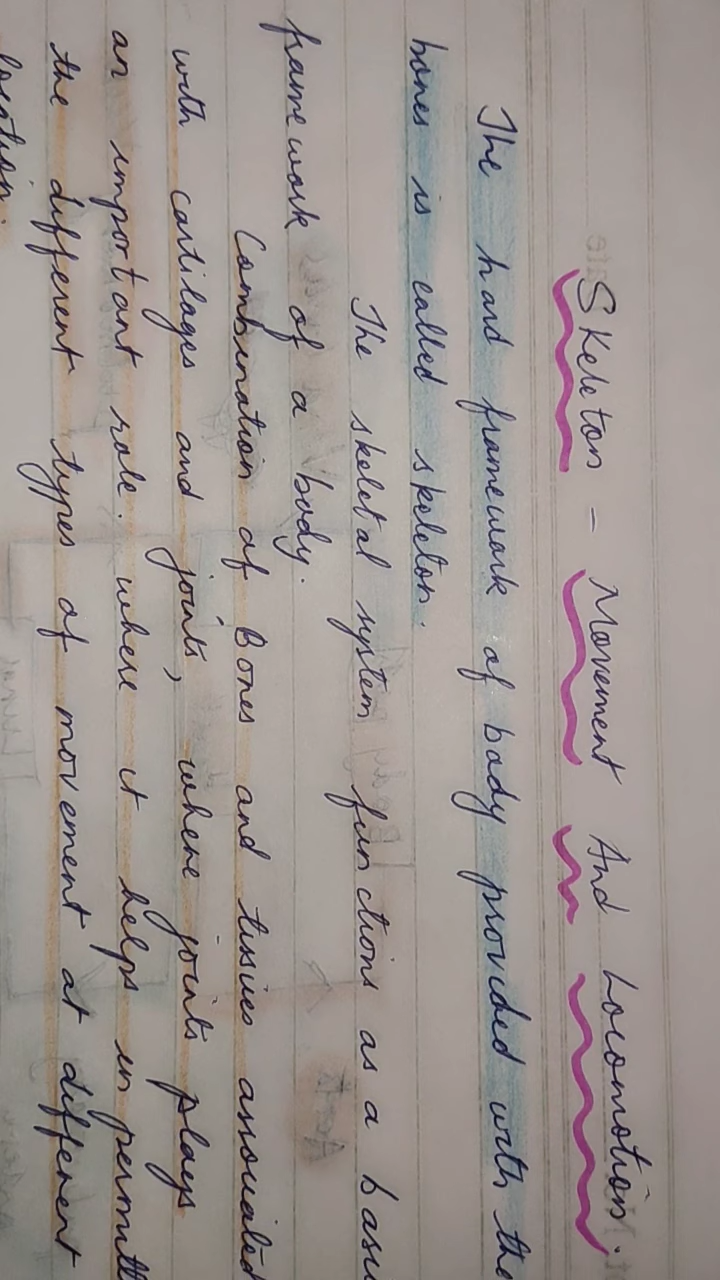 Skeleton - Movement And Locomotion.
The hard framework of body provided with the
bones is called skeleton.
The skeletal system functions as a basic
framework of a body.
Combination of Bones and tissues associated
with cartilages and joints, where joints plays
an important role. where it helps in permitt
the different types of movement at different
location.